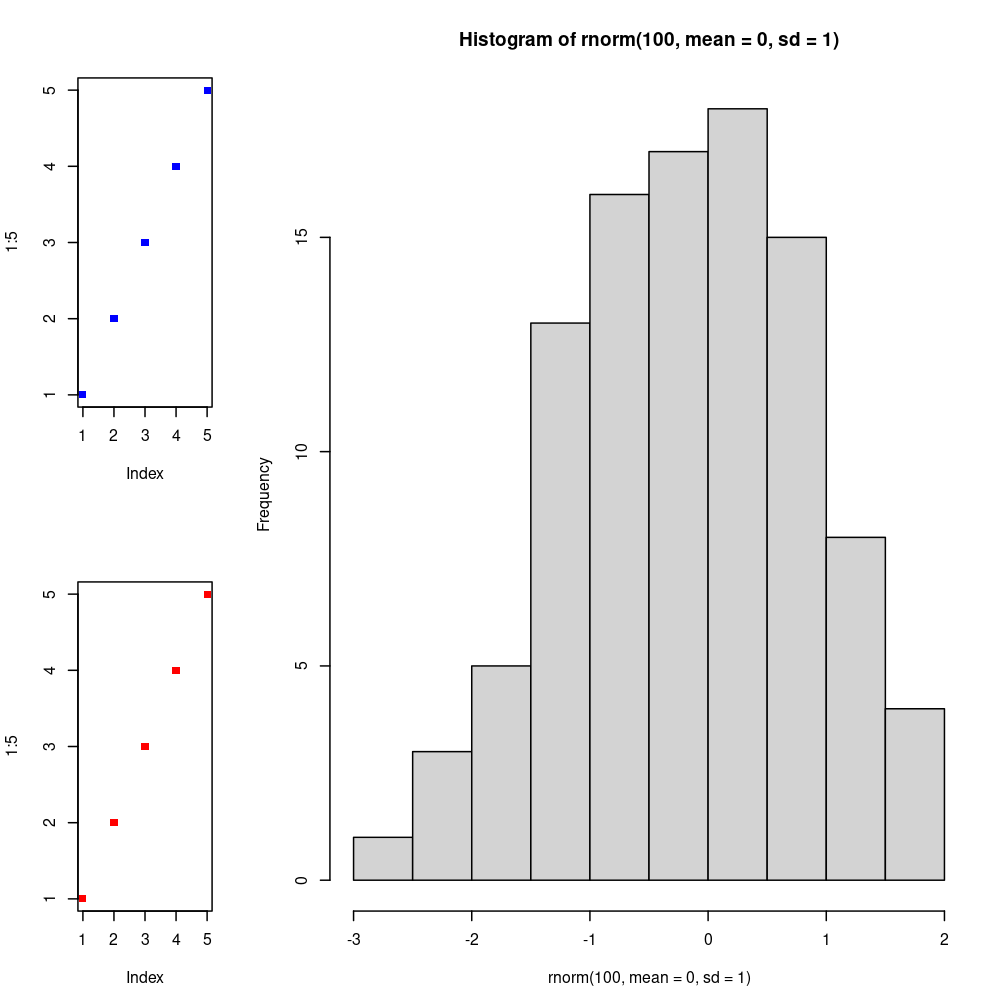 1:5
5
4
3
2
1
1 2 3 4 5
Index
1:5
5
4
3
2
1
1 2 3 4 5
Index
Histogram of rnorm(100, mean = 0, sd = 1)
Frequency
15
10
5
0
-3 -2 -1 0 1 2
rnorm(100, mean = 0, sd = 1)